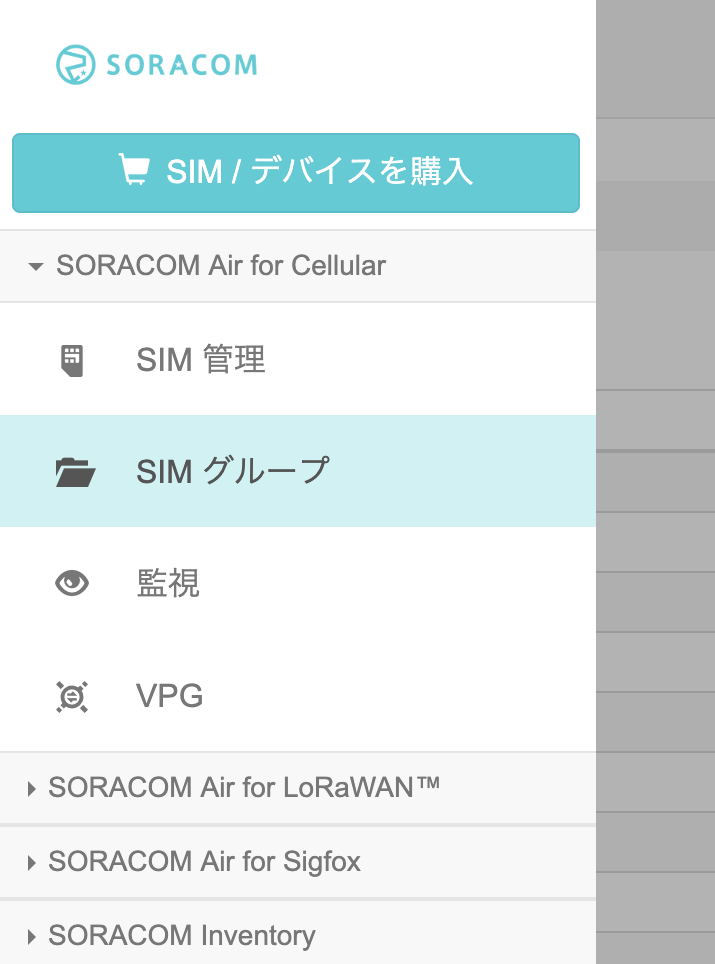 SORACOM
SIM / デバイスを購入
SORACOM Air for Cellular
SIM 管理
SIM グループ
監視
VPG
SORACOM Air for LoRaWAN™
SORACOM Air for Sigfox
SORACOM Inventory